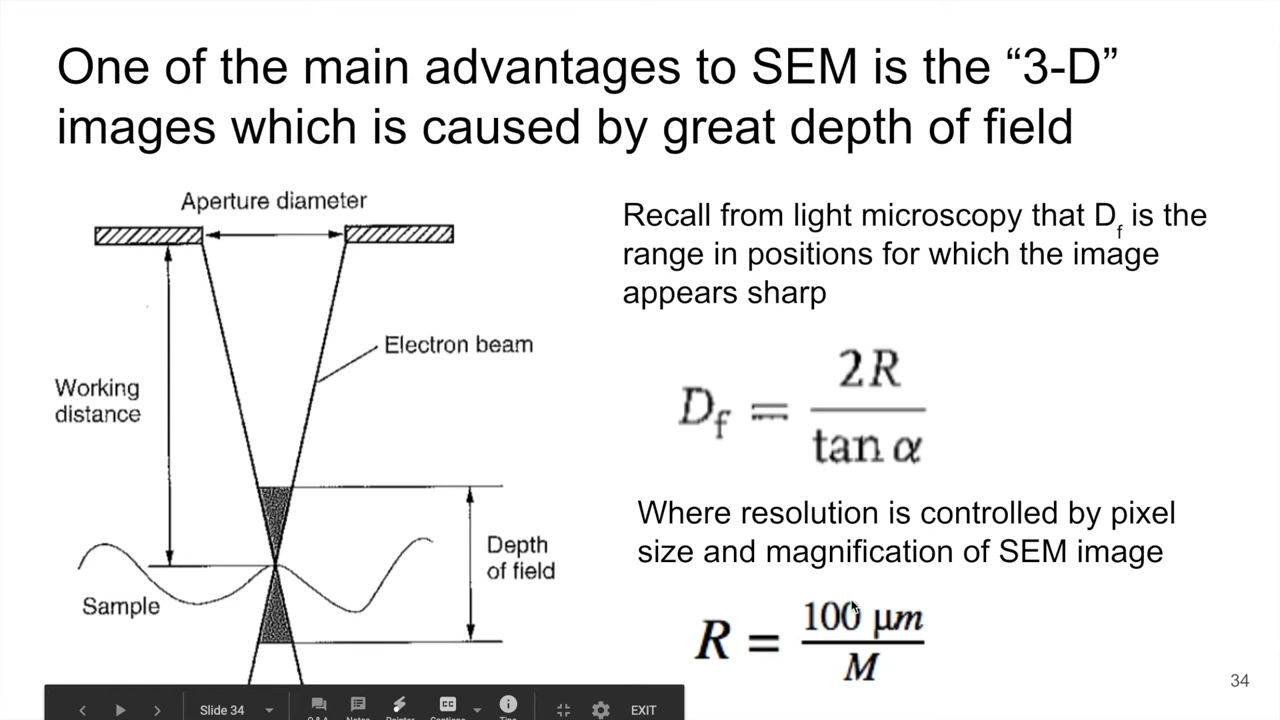 One of the main advantages to SEM is the “3-D”
images which is caused by great depth of field
Aperture diameter
Electron beam
Working
distance
Depth
of field
Sample
Recall from light microscopy that Df is the
range in positions for which the image
appears sharp
Df = 2R / tan α
Where resolution is controlled by pixel
size and magnification of SEM image
R = 100 μm / M
34
Slide 34
EXIT